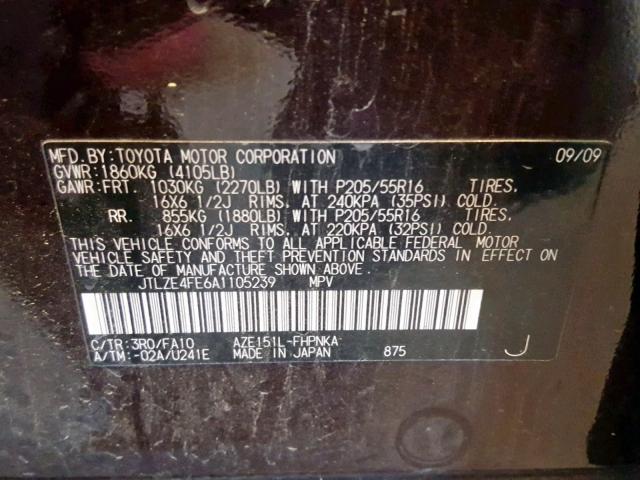 MFD.BY:TOYOTA MOTOR CORPORATION 09/09
GVWR:1860KG (4105LB)
GAWR:FRT. 1030KG (2270LB) WITH P205/55R16 TIRES.
16X6 1/2J RIMS. AT 240KPA (35PSI) COLD.
RR. 855KG (1880LB) WITH P205/55R16 TIRES.
16X6 1/2J RIMS. AT 220KPA (32PSI) COLD.
THIS VEHICLE CONFORMS TO ALL APPLICABLE FEDERAL MOTOR
VEHICLE SAFETY AND THEFT PREVENTION STANDARDS IN EFFECT ON
THE DATE OF MANUFACTURE SHOWN ABOVE.
JTLZE4FE6A1105239 MPV
C/TR:3R0/FA10 AZE151L-FHPNKA
A/TM:-02A/U241E MADE IN JAPAN 875 J